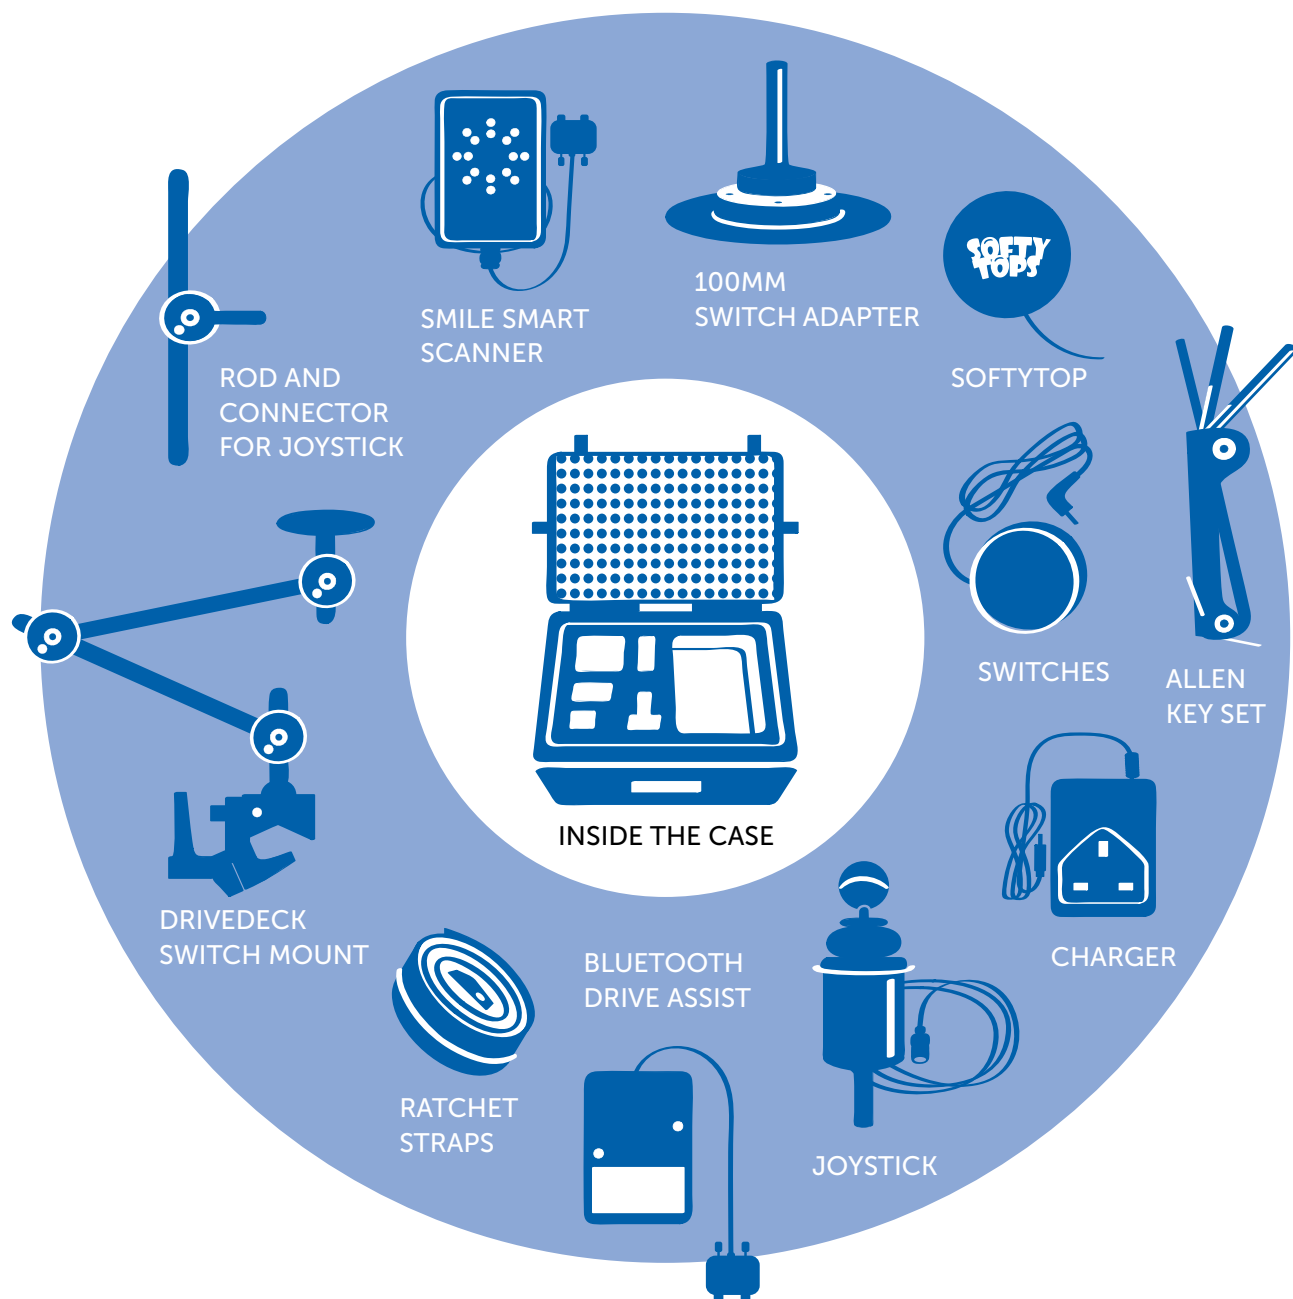 SMILE SMART
SCANNER
100MM
SWITCH ADAPTER
SOFTY
TOPS
SOFTYTOP
ROD AND
CONNECTOR
FOR JOYSTICK
SWITCHES
ALLEN
KEY SET
INSIDE THE CASE
DRIVEDECK
SWITCH MOUNT
BLUETOOTH
DRIVE ASSIST
CHARGER
RATCHET
STRAPS
JOYSTICK